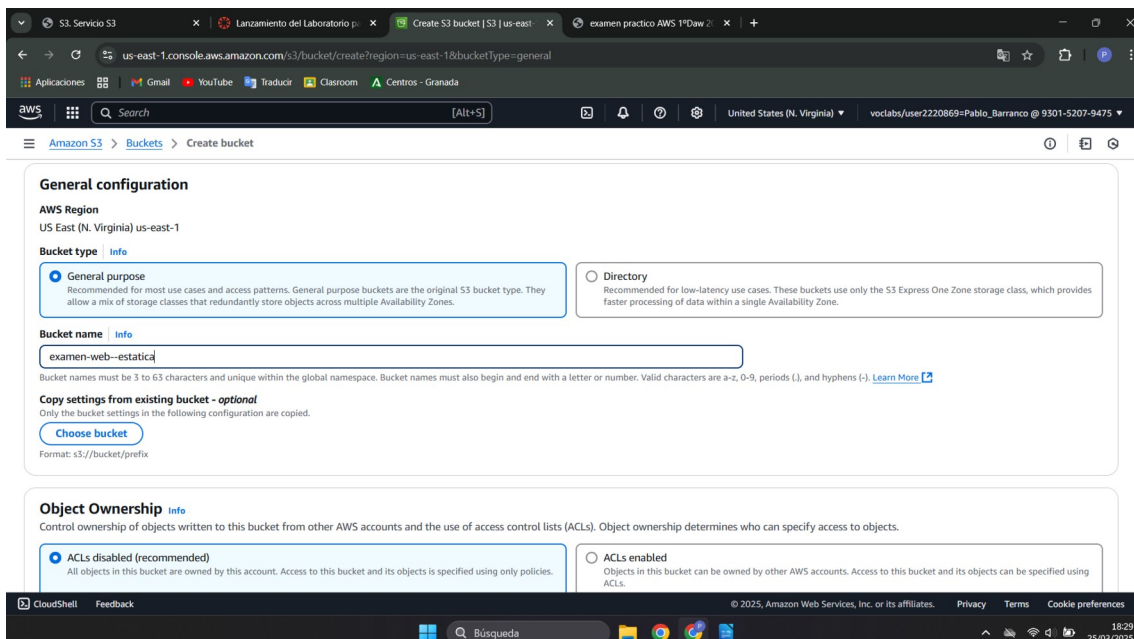 S3. Servicio S3
Lanzamiento del Laboratorio pa
Create S3 bucket | S3 | us-east-
examen practico AWS 1ºDaw 2
us-east-1.console.aws.amazon.com/s3/bucket/create?region=us-east-1&bucketType=general
P
Aplicaciones Gmail YouTube Traducir Clasroom Centros - Granada
aws Search [Alt+S] United States (N. Virginia) voclabs/user2220869=Pablo_Barranco @ 9301-5207-9475
Amazon S3 > Buckets > Create bucket
General configuration
AWS Region
US East (N. Virginia) us-east-1
Bucket type Info
General purpose
Recommended for most use cases and access patterns. General purpose buckets are the original S3 bucket type. They
allow a mix of storage classes that redundantly store objects across multiple Availability Zones.
Directory
Recommended for low-latency use cases. These buckets use only the S3 Express One Zone storage class, which provides
faster processing of data within a single Availability Zone.
Bucket name Info
examen-web--estatica
Bucket names must be 3 to 63 characters and unique within the global namespace. Bucket names must also begin and end with a letter or number. Valid characters are a-z, 0-9, periods (.), and hyphens (-). Learn More
Copy settings from existing bucket - optional
Only the bucket settings in the following configuration are copied.
Choose bucket
Format: s3://bucket/prefix
Object Ownership Info
Control ownership of objects written to this bucket from other AWS accounts and the use of access control lists (ACLs). Object ownership determines who can specify access to objects.
ACLs disabled (recommended)
All objects in this bucket are owned by this account. Access to this bucket and its objects is specified using only policies.
ACLs enabled
Objects in this bucket can be owned by other AWS accounts. Access to this bucket and its objects can be specified using
ACLs.
CloudShell Feedback © 2025, Amazon Web Services, Inc. or its affiliates. Privacy Terms Cookie preferences
Búsqueda
18:29